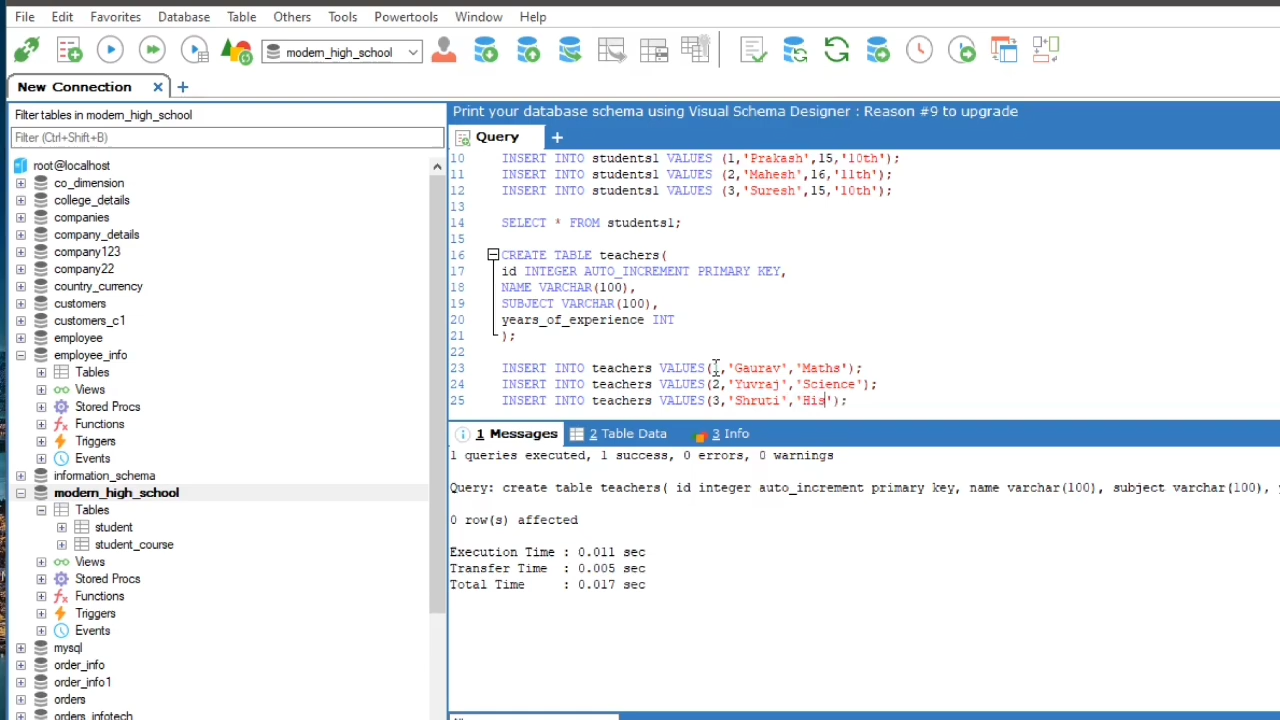 File Edit Favorites Database Table Others Tools Powertools Window Help
modern_high_school
New Connection × +
Filter tables in modern_high_school
Filter (Ctrl+Shift+B)
root@localhost
co_dimension
college_details
companies
company_details
company123
company22
country_currency
customers
customers_c1
employee
employee_info
Tables
Views
Stored Procs
Functions
Triggers
Events
information_schema
modern_high_school
Tables
student
student_course
Views
Stored Procs
Functions
Triggers
Events
mysql
order_info
order_info1
orders
orders_infotech
Print your database schema using Visual Schema Designer : Reason #9 to upgrade
Query +
10 INSERT INTO students1 VALUES (1,'Prakash',15,'10th');
11 INSERT INTO students1 VALUES (2,'Mahesh',16,'11th');
12 INSERT INTO students1 VALUES (3,'Suresh',15,'10th');
13
14 SELECT * FROM students1;
15
16 CREATE TABLE teachers(
17 id INTEGER AUTO_INCREMENT PRIMARY KEY,
18 NAME VARCHAR(100),
19 SUBJECT VARCHAR(100),
20 years_of_experience INT
21 );
22
23 INSERT INTO teachers VALUES(1,'Gaurav','Maths');
24 INSERT INTO teachers VALUES(2,'Yuvraj','Science');
25 INSERT INTO teachers VALUES(3,'Shruti','His');
1 Messages 2 Table Data 3 Info
1 queries executed, 1 success, 0 errors, 0 warnings
Query: create table teachers( id integer auto_increment primary key, name varchar(100), subject varchar(100),
0 row(s) affected
Execution Time : 0.011 sec
Transfer Time : 0.005 sec
Total Time : 0.017 sec